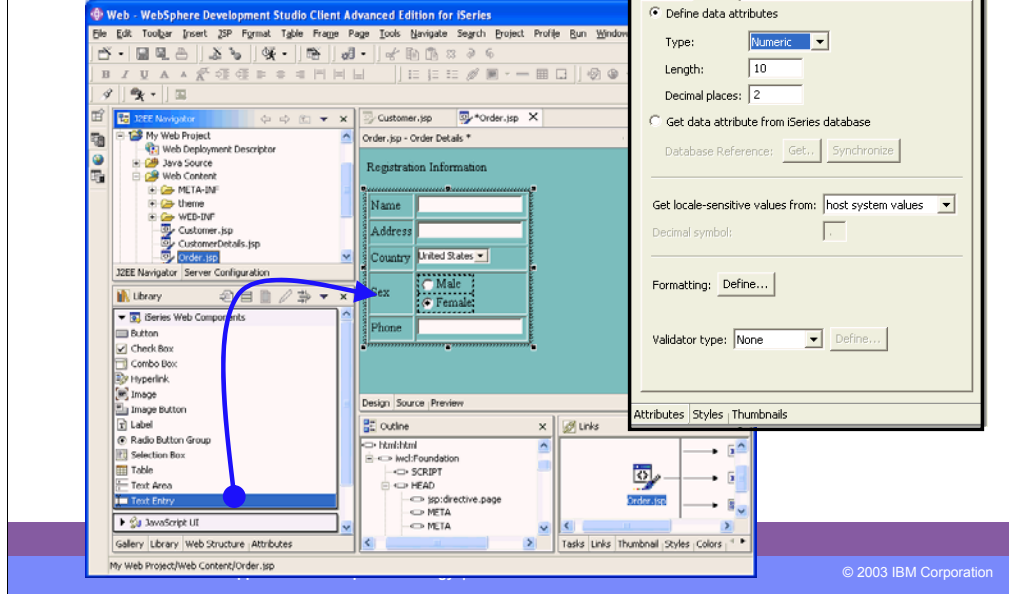 Web - WebSphere Development Studio Client Advanced Edition for iSeries
File Edit Toolbar Insert JSP Format Table Frame Page Tools Navigate Search Project Profile Run Window
B I U A A
J2EE Navigator
My Web Project
Web Deployment Descriptor
Java Source
Web Content
META-INF
theme
WEB-INF
Customer.jsp
CustomerDetails.jsp
Order.jsp
J2EE Navigator Server Configuration
Library
iSeries Web Components
Button
Check Box
Combo Box
Hyperlink
Image
Image Button
Label
Radio Button Group
Selection Box
Table
Text Area
Text Entry
JavaScript UI
Gallery Library Web Structure Attributes
My Web Project/Web Content/Order.jsp
Customer.jsp *Order.jsp
Order.jsp - Order Details *
Registration Information
Name
Address
Country United States
Sex
Male
Female
Phone
Design Source Preview
Outline
html:html
iwcl:Foundation
SCRIPT
HEAD
jsp:directive.page
META
META
Links
Order.jsp
Tasks Links Thumbnail Styles Colors
Define data attributes
Type: Numeric
Length: 10
Decimal places: 2
Get data attribute from iSeries database
Database Reference: Get.. Synchronize
Get locale-sensitive values from: host system values
Decimal symbol: .
Formatting: Define...
Validator type: None Define...
Attributes Styles Thumbnails
© 2003 IBM Corporation